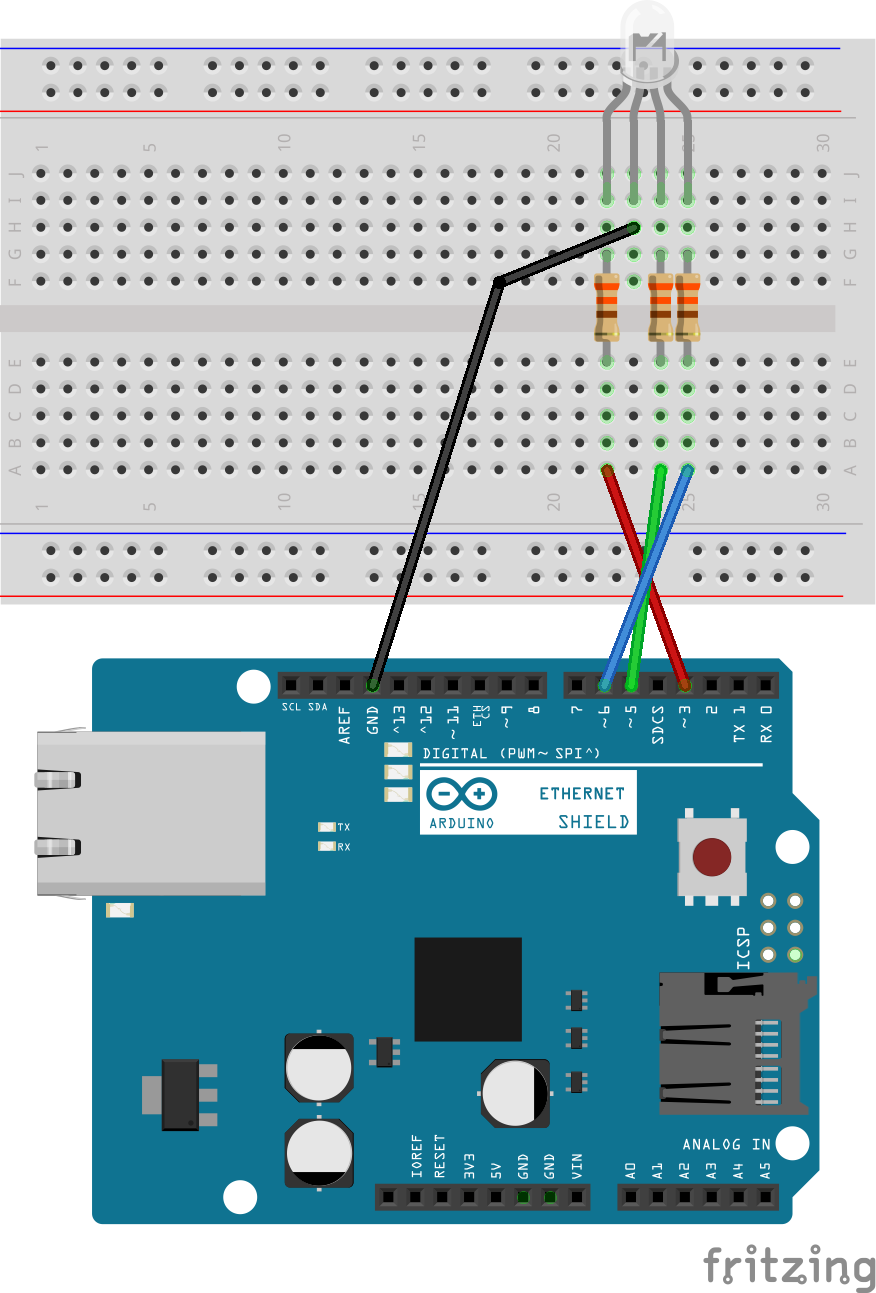 1 5 10 15 20 25 30
J J
I I
H H
G G
F F
E E
D D
C C
B B
A A
1 5 10 15 20 25 30
SCL SDA AREF GND ^13 ^12 ~11 ETH CS ~9 8 7 ~6 ~5 SDCS ~3 2 TX 1 RX 0
DIGITAL (PWM~ SPI^)
ETHERNET
ARDUINO SHIELD
TX
RX
ICSP
ANALOG IN
IOREF RESET 3V3 5V GND GND VIN A0 A1 A2 A3 A4 A5
fritzing